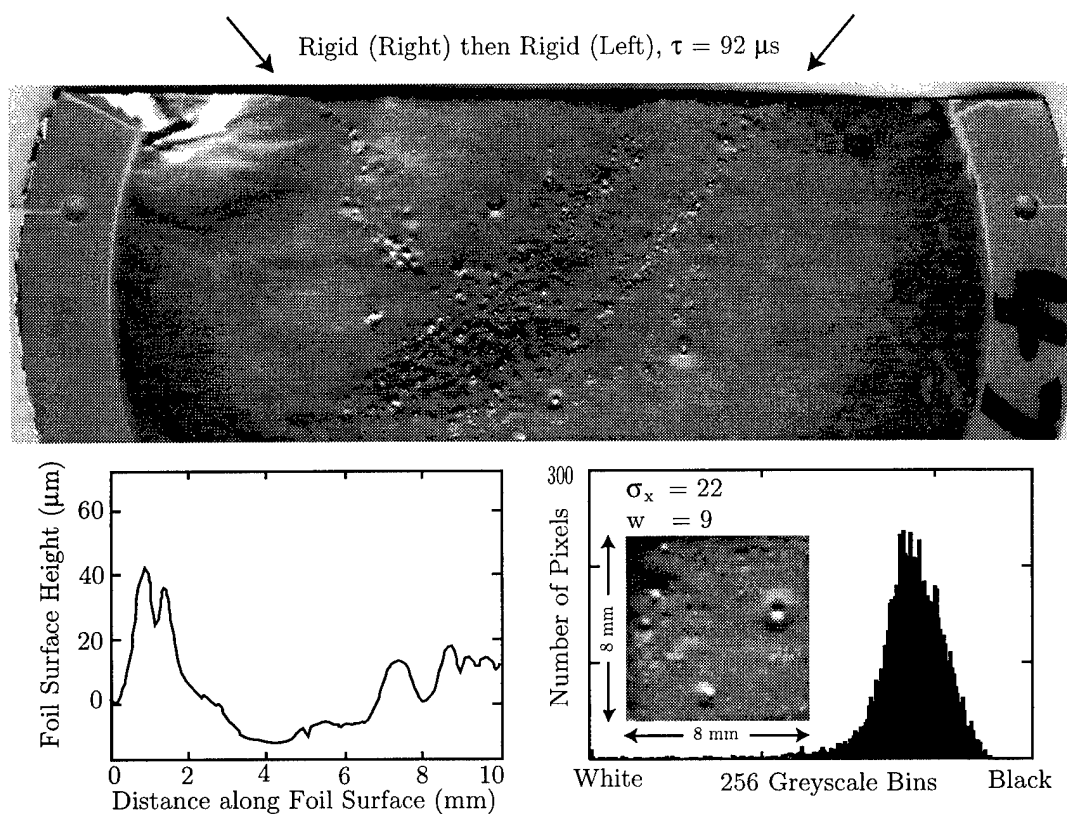 Rigid (Right) then Rigid (Left), τ = 92 μs
Foil Surface Height (μm)
60
40
20
0
0 2 4 6 8 10
Distance along Foil Surface (mm)
Number of Pixels
300
σx = 22
w = 9
8 mm
8 mm
White 256 Greyscale Bins Black